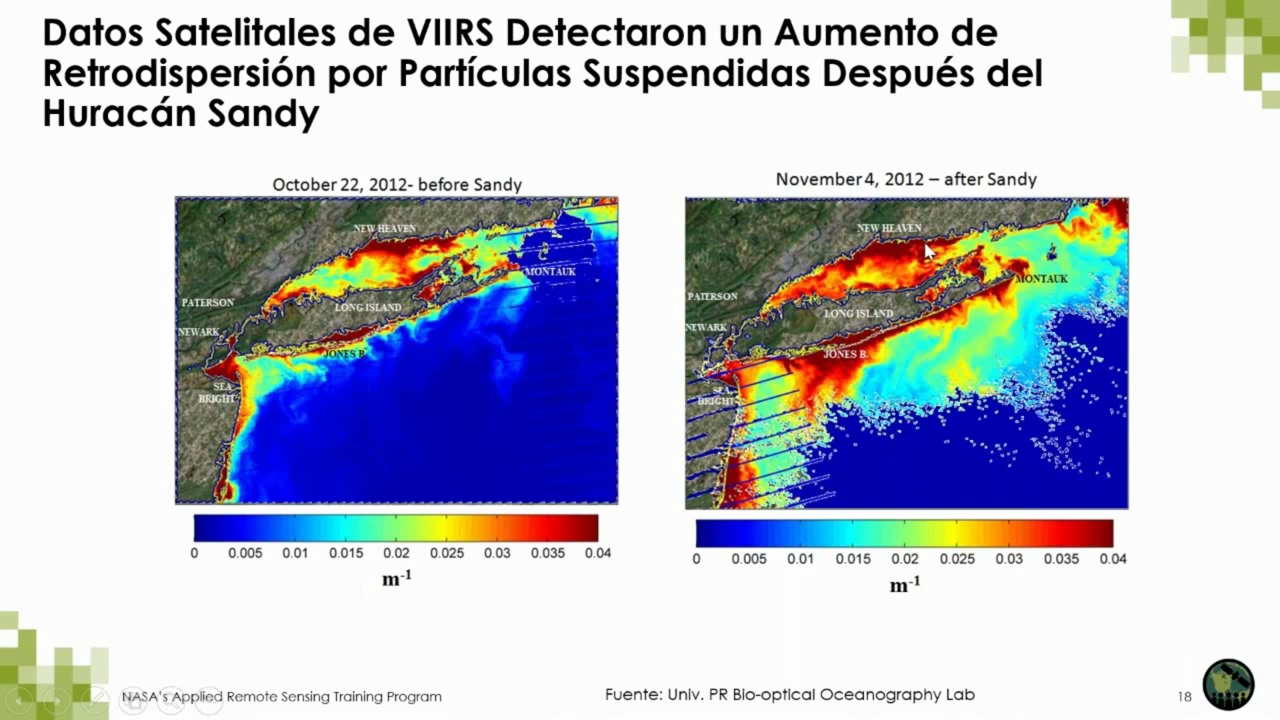 Datos Satelitales de VIIRS Detectaron un Aumento de
Retrodispersión por Partículas Suspendidas Después del
Huracán Sandy
October 22, 2012- before Sandy
NEW HEAVEN
MONTAUK
PATERSON
LONG ISLAND
NEWARK
JONES B.
SEA
BRIGHT
0 0.005 0.01 0.015 0.02 0.025 0.03 0.035 0.04
m-1
November 4, 2012 – after Sandy
NEW HEAVEN
MONTAUK
PATERSON
LONG ISLAND
NEWARK
JONES B.
SEA
BRIGHT
0 0.005 0.01 0.015 0.02 0.025 0.03 0.035 0.04
m-1
NASA's Applied Remote Sensing Training Program
Fuente: Univ. PR Bio-optical Oceanography Lab
18